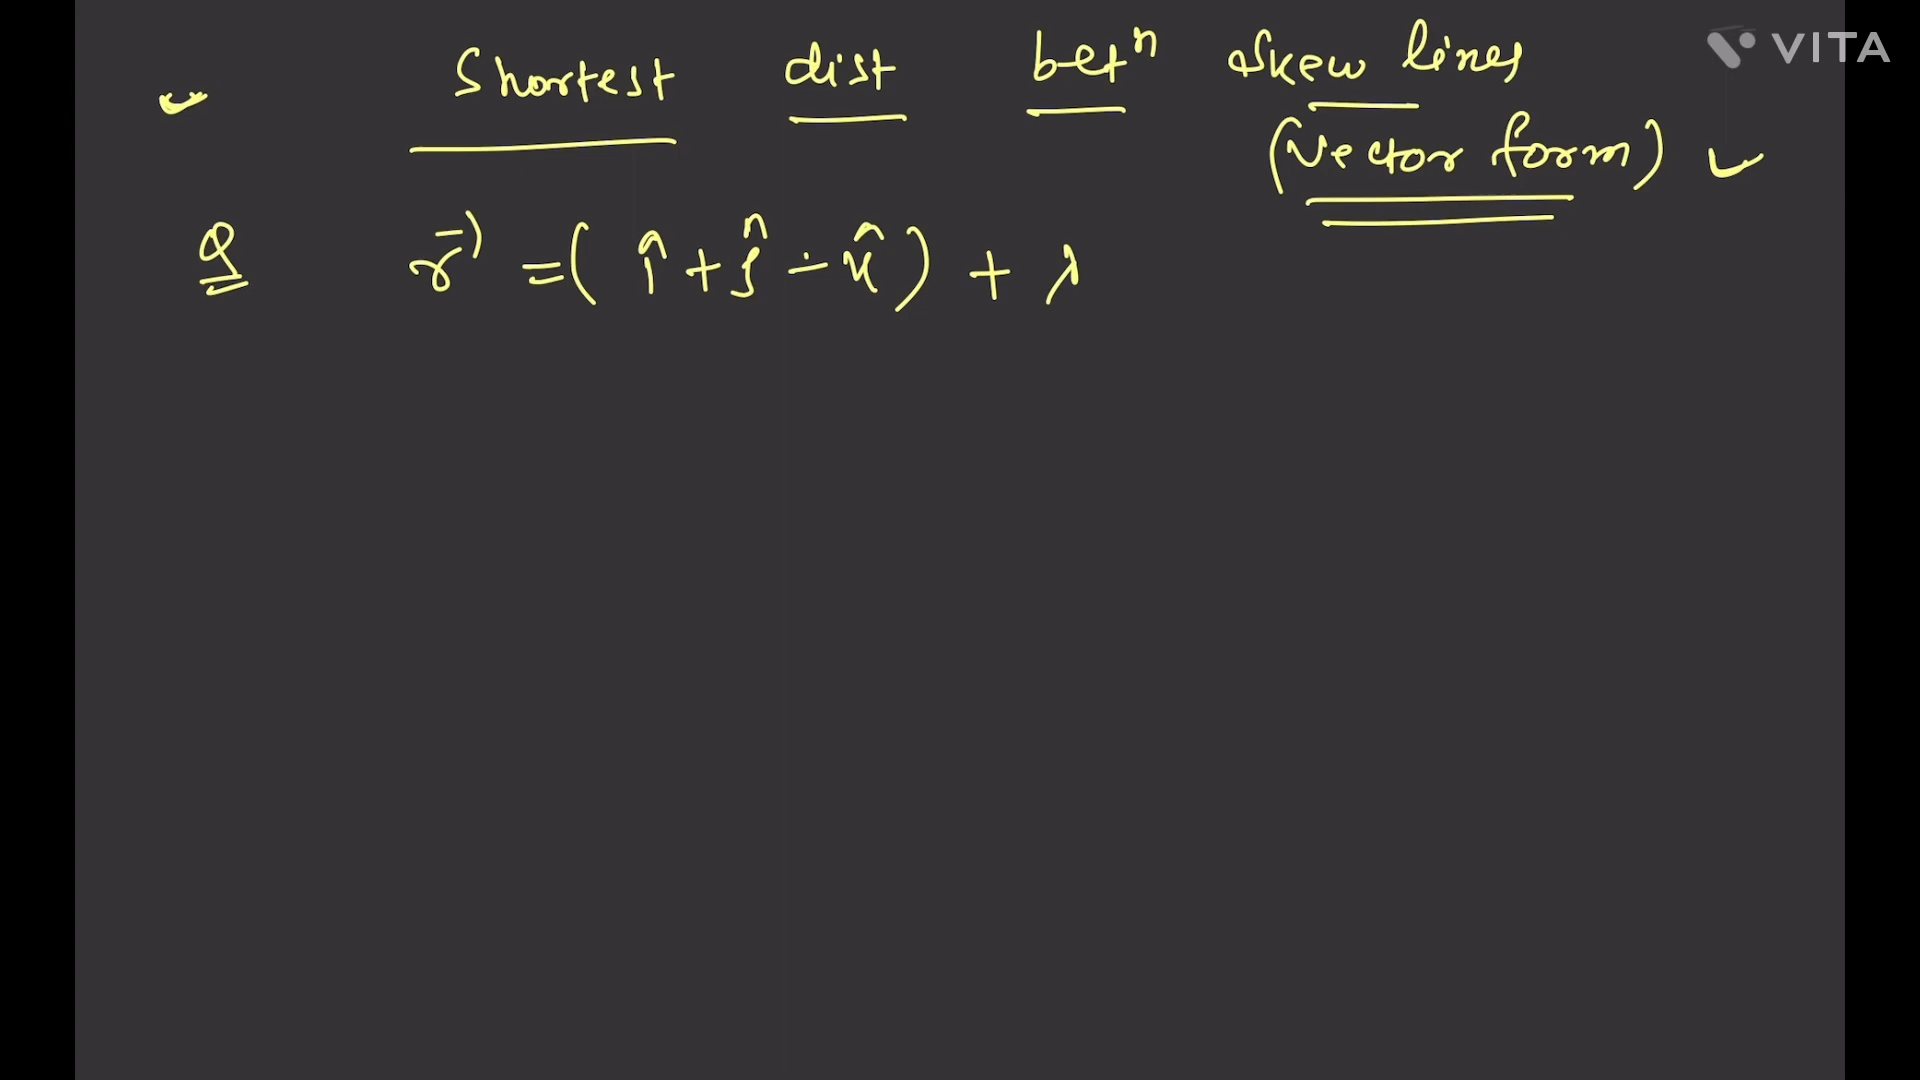 Shortest dist betⁿ skew lines
(vector form)
Q r⃗ = ( î + ĵ - k̂ ) + λ
VITA